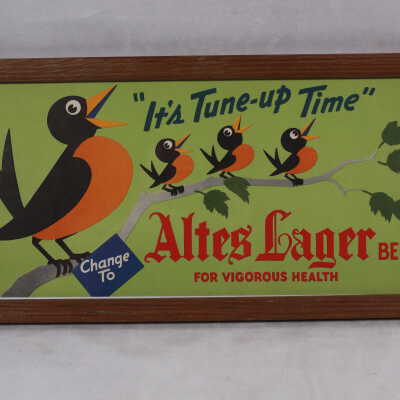 "It's Tune-up Time"
Change
To
Altes Lager
FOR VIGOROUS HEALTH